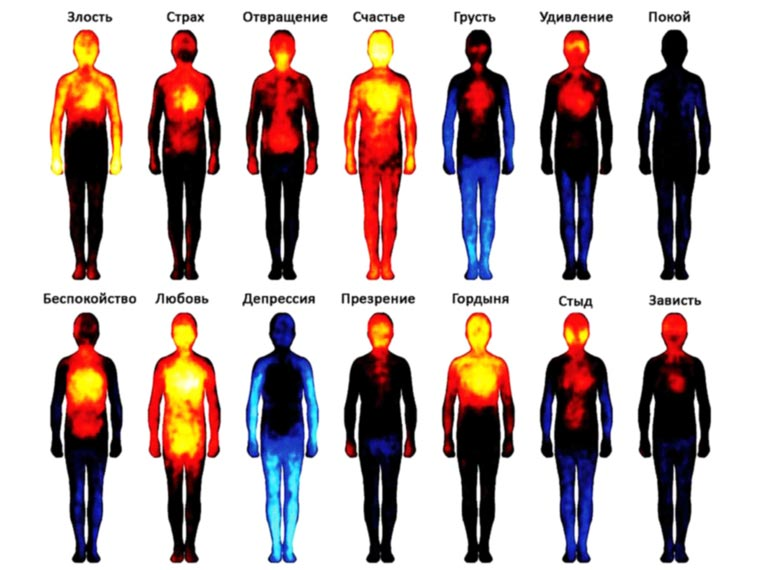 Злость Страх Отвращение Счастье Грусть Удивление Покой
Беспокойство Любовь Депрессия Презрение Гордыня Стыд Зависть